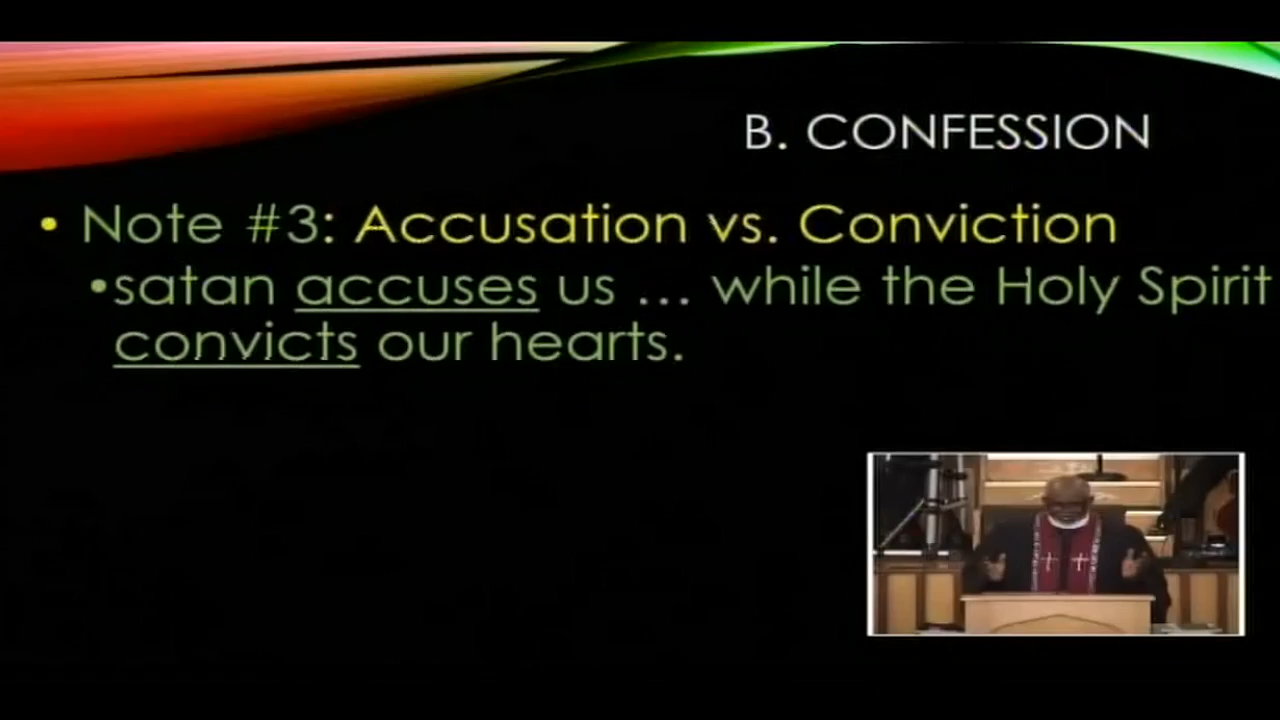 B. CONFESSION
• Note #3: Accusation vs. Conviction
•satan accuses us ... while the Holy Spirit
convicts our hearts.